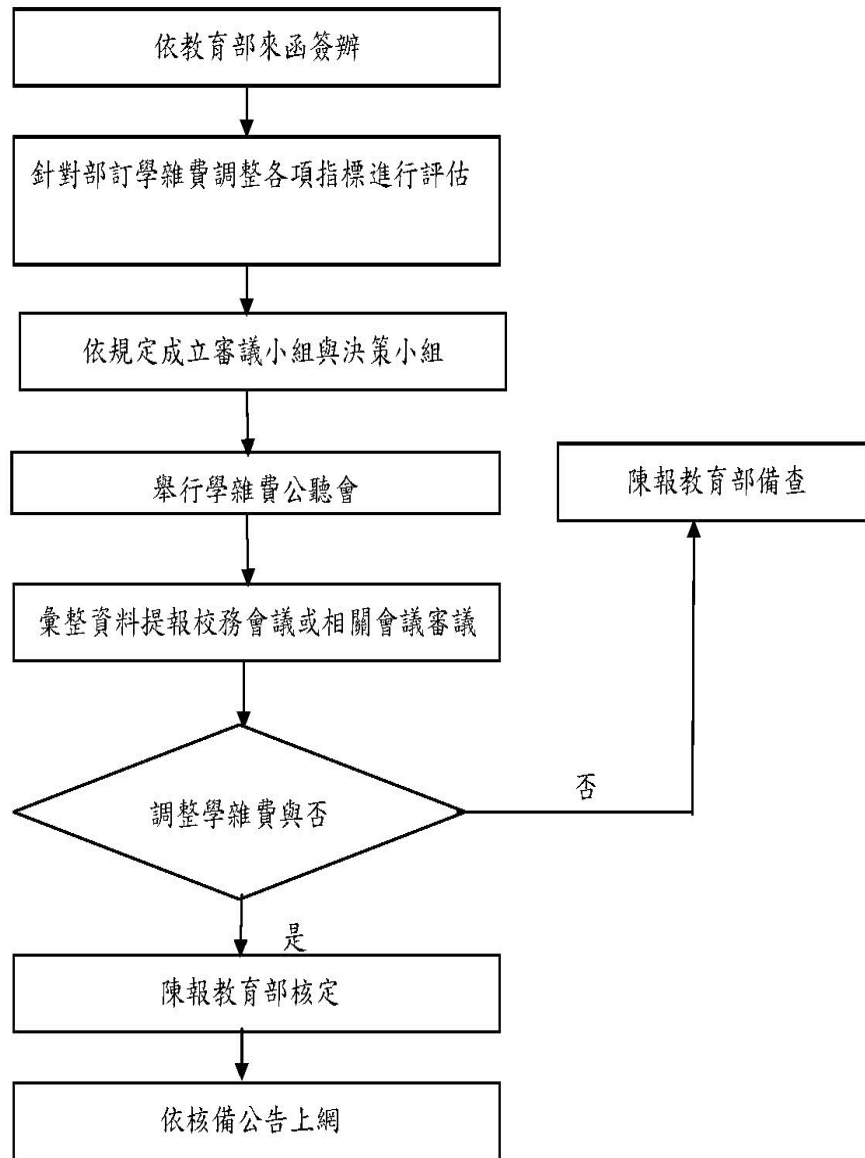 依教育部來函簽辦
針對部訂學雜費調整各項指標進行評估
依規定成立審議小組與決策小組
舉行學雜費公聽會
陳報教育部備查
彙整資料提報校務會議或相關會議審議
調整學雜費與否
否
是
陳報教育部核定
依核備公告上網